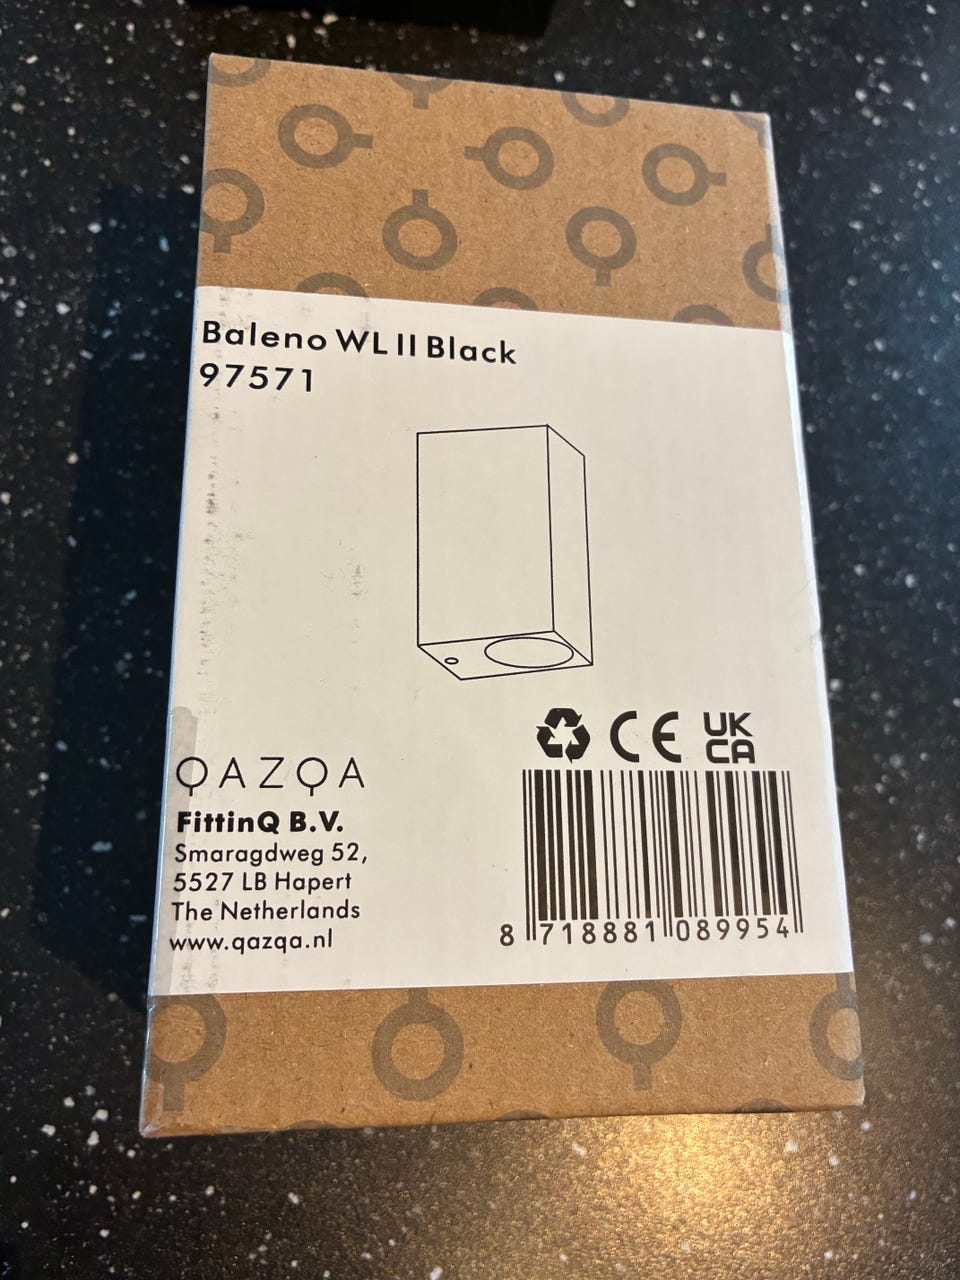 Baleno WL II Black
97571
QAZQA
FittinQ B.V.
Smaragdweg 52,
5527 LB Hapert
The Netherlands
www.qazqa.nl
CE
UK
CA
8 718881 089954